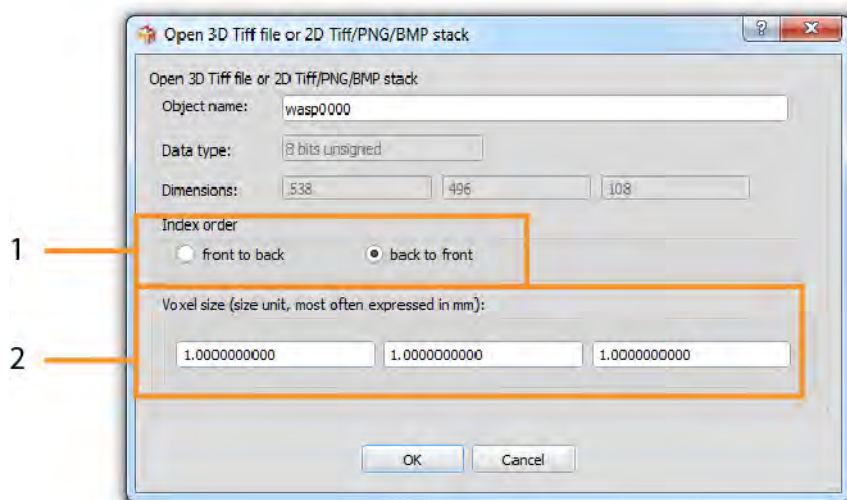 Open 3D Tiff file or 2D Tiff/PNG/BMP stack
?
Open 3D Tiff file or 2D Tiff/PNG/BMP stack
Object name: wasp0000
Data type: 8 bits unsigned
Dimensions: 538 496 108
Index order
1 front to back back to front
Voxel size (size unit, most often expressed in mm):
2 1.0000000000 1.0000000000 1.0000000000
OK Cancel